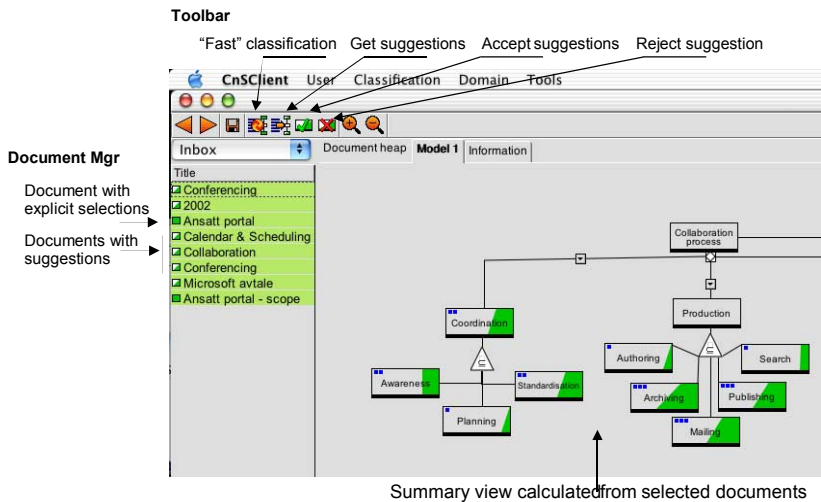 Toolbar
“Fast” classification Get suggestions Accept suggestions Reject suggestion
CnSClient User Classification Domain Tools
Inbox Document heap Model 1 Information
Document Mgr
Document with
explicit selections
Documents with
suggestions
Title
Conferencing
2002
Ansatt portal
Calendar & Scheduling
Collaboration
Conferencing
Microsoft avtale
Ansatt portal - scope
Collaboration
process
Coordination
Production
Awareness
Standardisation
Planning
Authoring
Search
Archiving
Publishing
Mailing
Summary view calculatedfrom selected documents